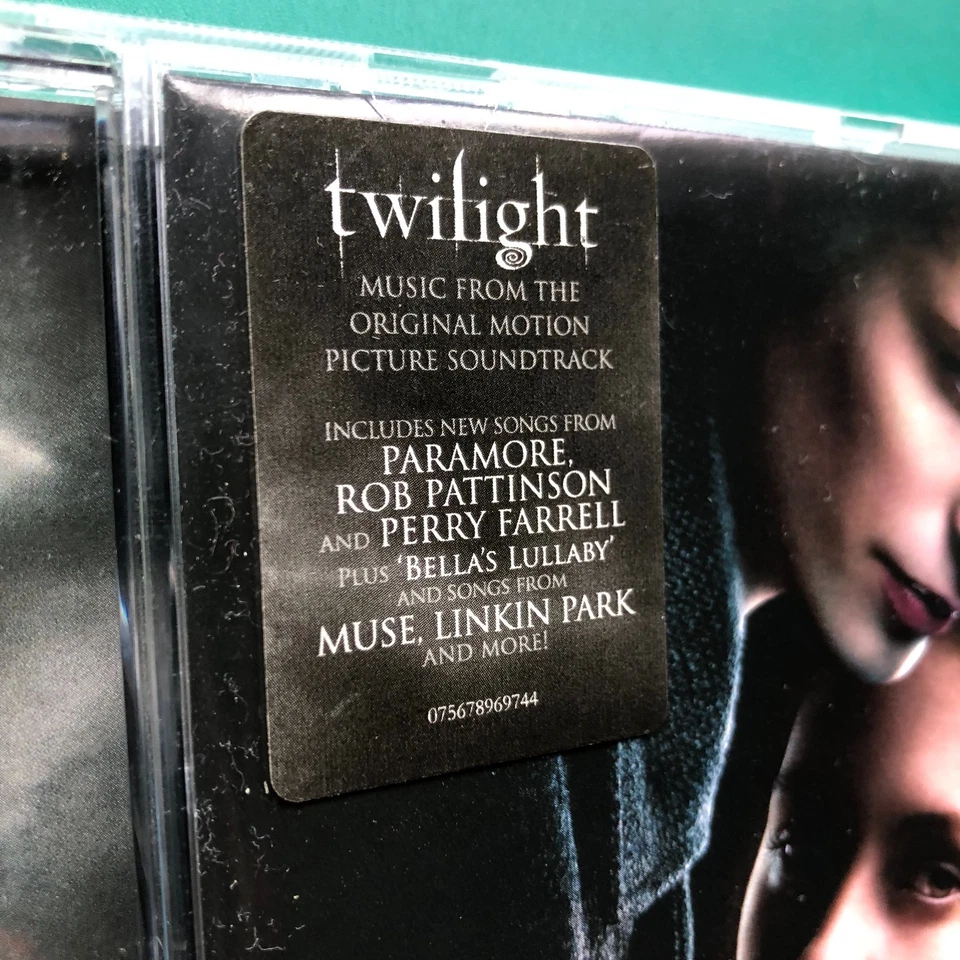 twilight
MUSIC FROM THE
ORIGINAL MOTION
PICTURE SOUNDTRACK
INCLUDES NEW SONGS FROM
PARAMORE,
ROB PATTINSON
AND PERRY FARRELL
PLUS 'BELLA'S LULLABY'
AND SONGS FROM
MUSE, LINKIN PARK
AND MORE!
075678969744